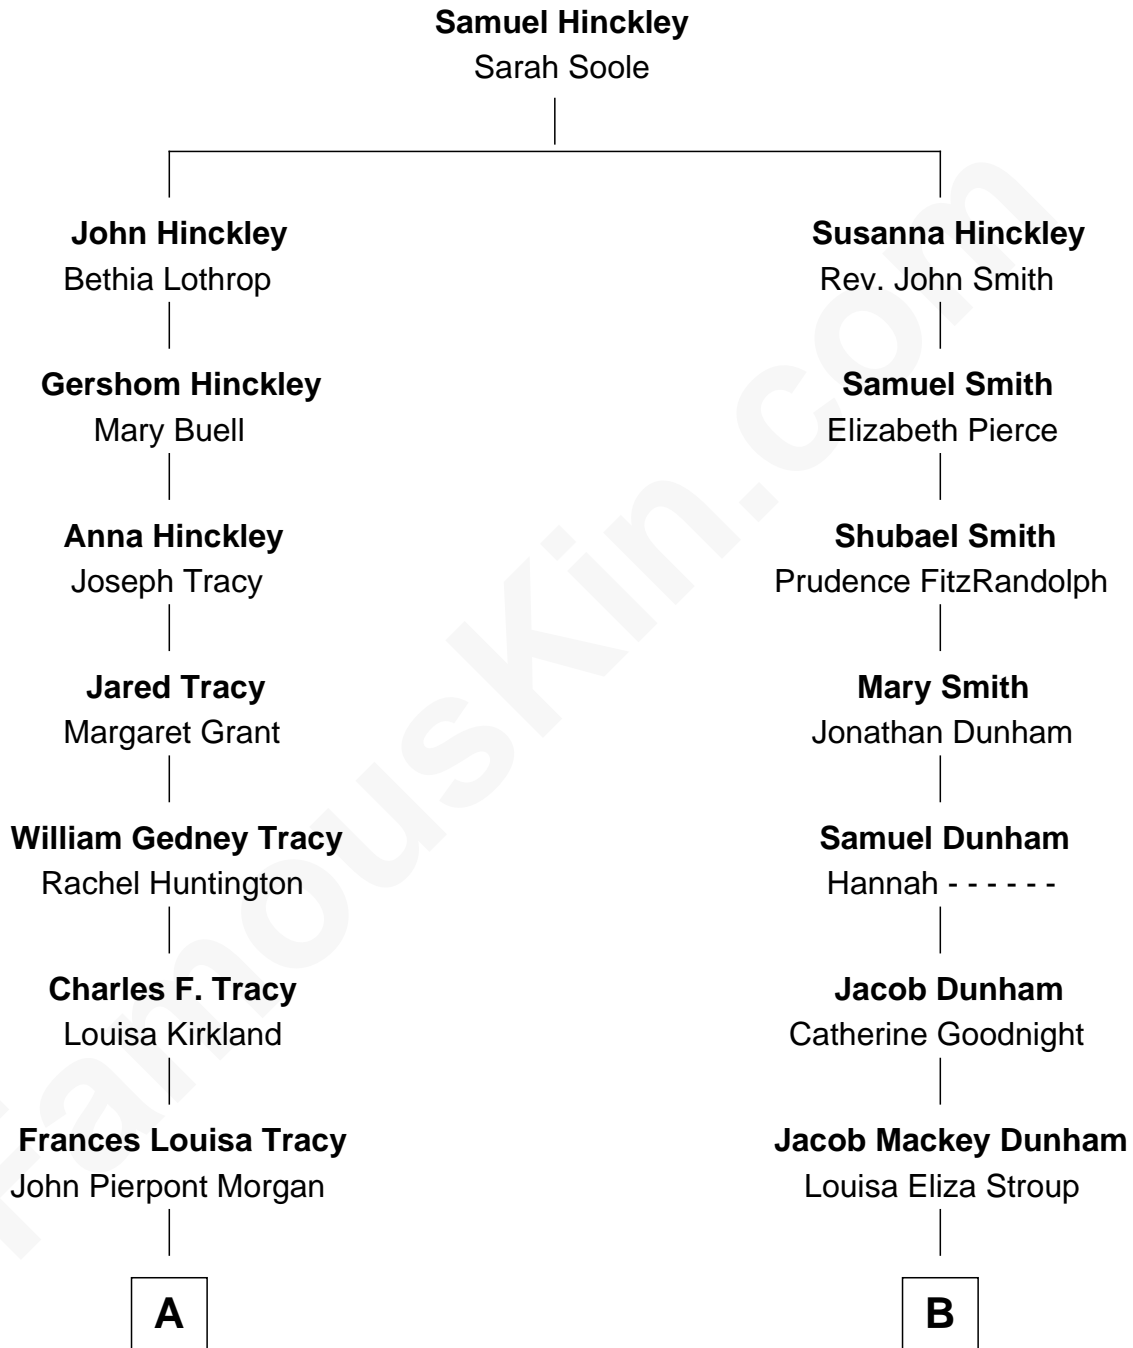 Samuel Hinckley
Sarah Soole
John Hinckley
Bethia Lothrop
Gershom Hinckley
Mary Buell
Anna Hinckley
Joseph Tracy
Jared Tracy
Margaret Grant
William Gedney Tracy
Rachel Huntington
Charles F. Tracy
Louisa Kirkland
Frances Louisa Tracy
John Pierpont Morgan
A
Susanna Hinckley
Rev. John Smith
Samuel Smith
Elizabeth Pierce
Shubael Smith
Prudence FitzRandolph
Mary Smith
Jonathan Dunham
Samuel Dunham
Hannah - - - - - -
Jacob Dunham
Catherine Goodnight
Jacob Mackey Dunham
Louisa Eliza Stroup
B
FamousKin.com